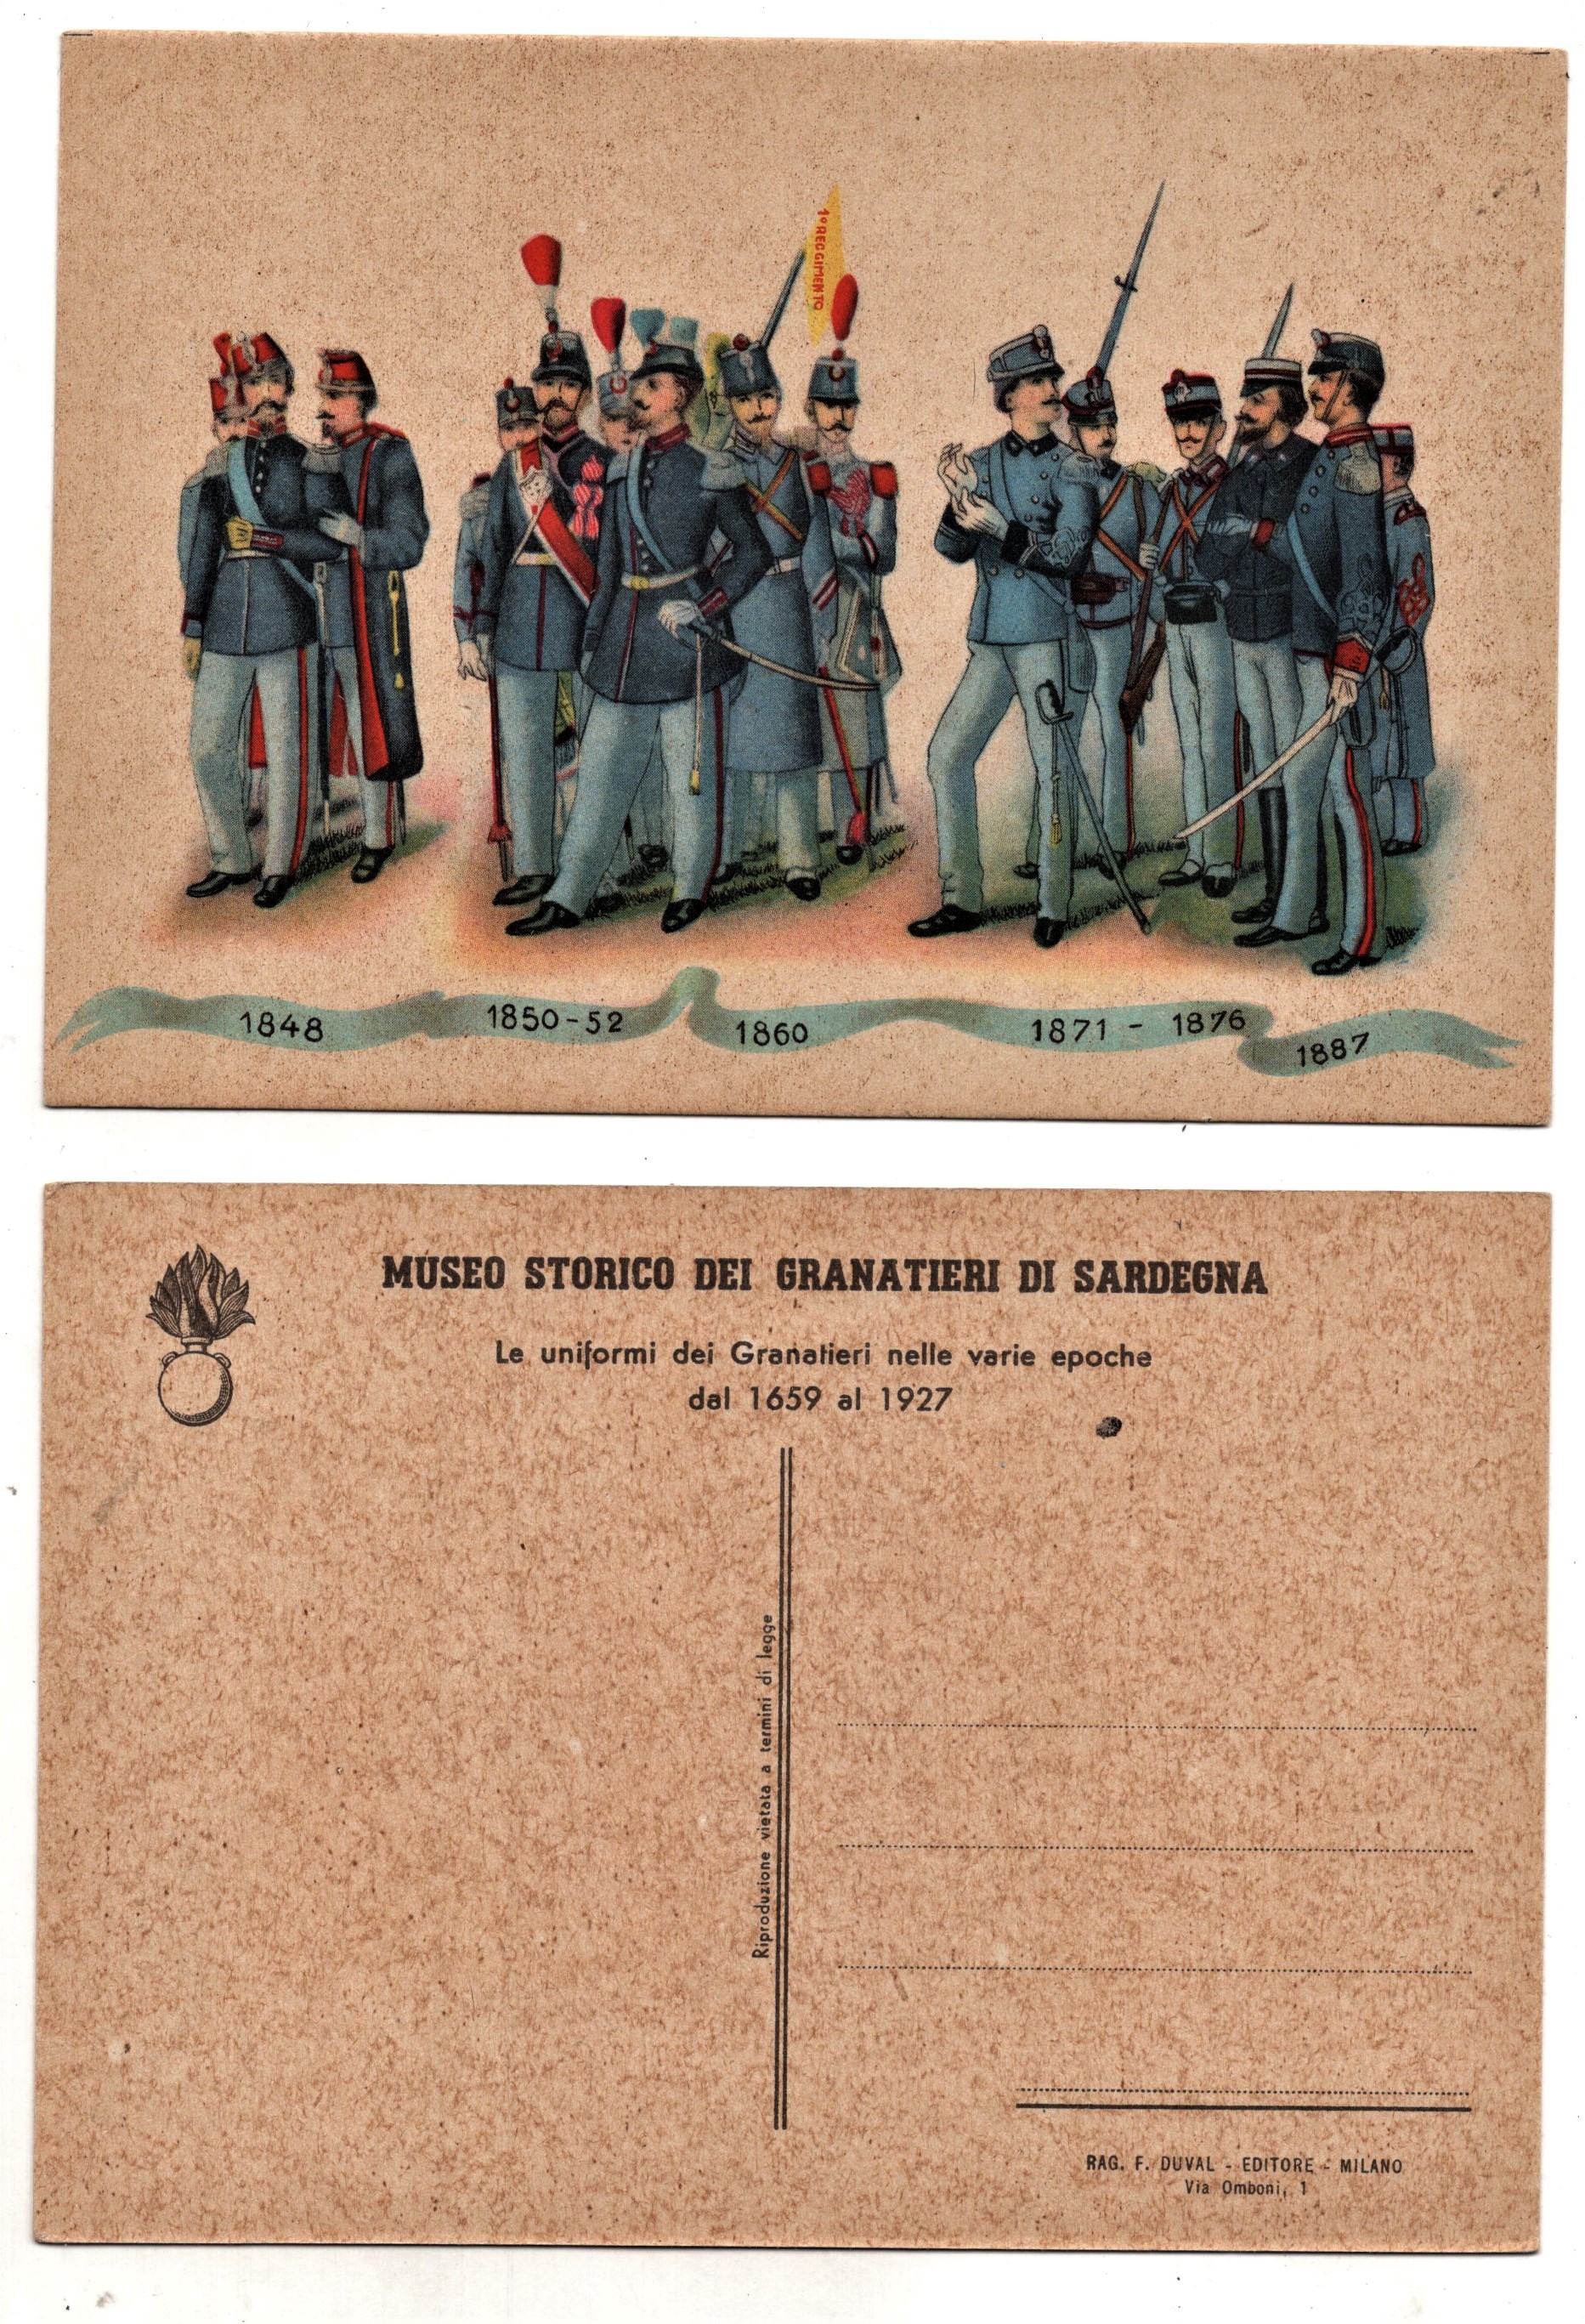 1º REGGIMENTO
1848
1850-52
1860
1871 - 1876
1887
MUSEO STORICO DEI GRANATIERI DI SARDEGNA
Le uniformi dei Granatieri nelle varie epoche
dal 1659 al 1927
Riproduzione vietata a termini di legge
RAG. F. DUVAL - EDITORE - MILANO
Via Omboni, 1